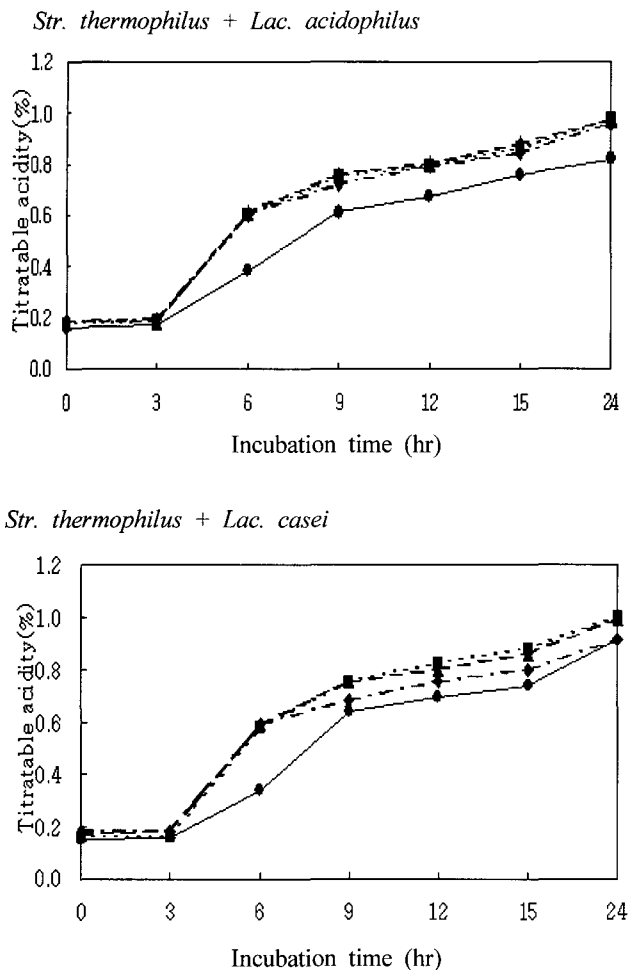 Str. thermophilus + Lac. acidophilus
1.2
1.0
0.8
0.6
0.4
0.2
0.0
Titratable acidity(%)
0 3 6 9 12 15 24
Incubation time (hr)
Str. thermophilus + Lac. casei
1.2
1.0
0.8
0.6
0.4
0.2
0.0
Titratable acidity(%)
0 3 6 9 12 15 24
Incubation time (hr)